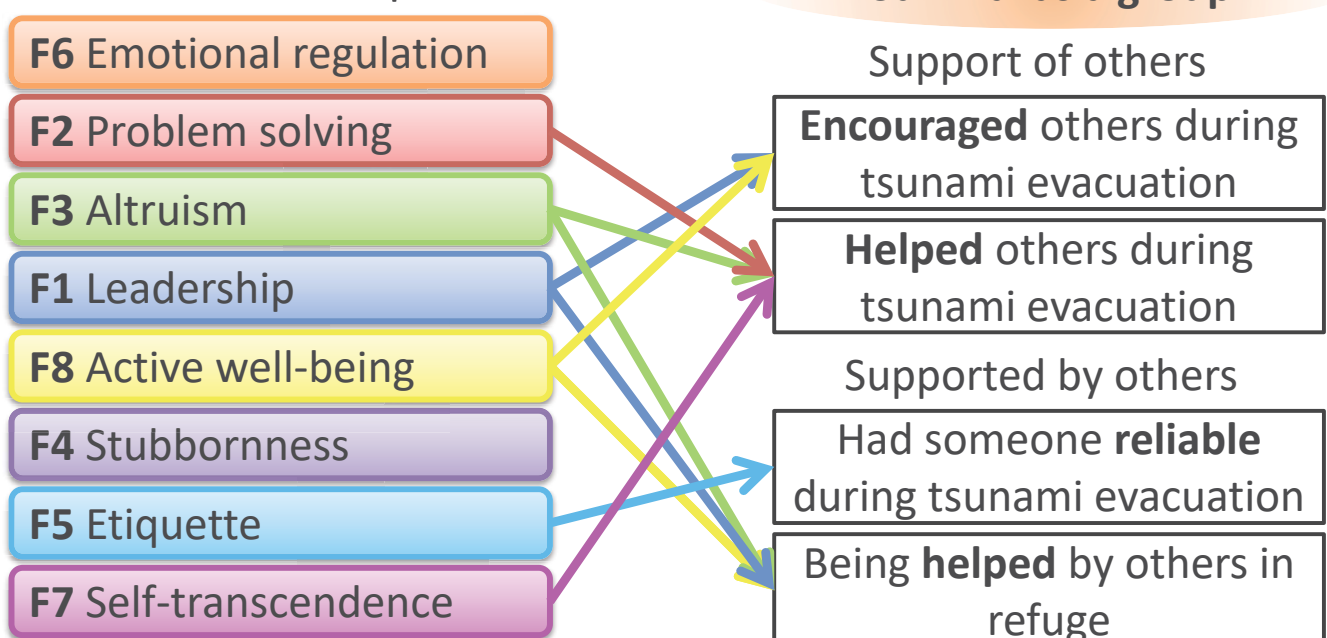 F6 Emotional regulation
F2 Problem solving
F3 Altruism
F1 Leadership
F8 Active well-being
F4 Stubbornness
F5 Etiquette
F7 Self-transcendence
Support of others
Encouraged others during
tsunami evacuation
Helped others during
tsunami evacuation
Supported by others
Had someone reliable
during tsunami evacuation
Being helped by others in
refuge